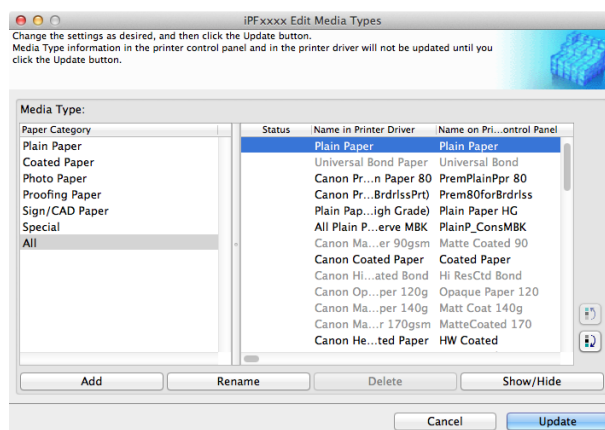 iPFxxxx Edit Media Types
Change the settings as desired, and then click the Update button.
Media Type information in the printer control panel and in the printer driver will not be updated until you
click the Update button.
Media Type:
Paper Category
Plain Paper
Coated Paper
Photo Paper
Proofing Paper
Sign/CAD Paper
Special
All
Status Name in Printer Driver Name on Pri...ontrol Panel
Plain Paper Plain Paper
Universal Bond Paper Universal Bond
Canon Pr...n Paper 80 PremPlainPpr 80
Canon Pr...BrdrlssPrt) Prem80forBrdrlss
Plain Pap...igh Grade) Plain Paper HG
All Plain P...erve MBK PlainP_ConsMBK
Canon Ma...er 90gsm Matte Coated 90
Canon Coated Paper Coated Paper
Canon Hi...ated Bond Hi ResCtd Bond
Canon Op...per 120g Opaque Paper 120
Canon Ma...per 140g Matt Coat 140g
Canon Ma...r 170gsm MatteCoated 170
Canon He...ted Paper HW Coated
Add Rename Delete Show/Hide
Cancel Update